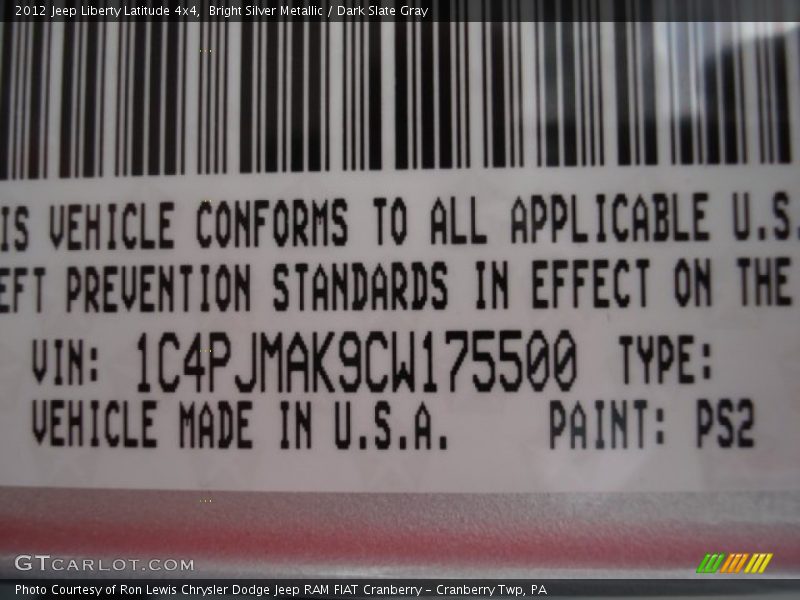 2012 Jeep Liberty Latitude 4x4, Bright Silver Metallic / Dark Slate Gray
IS VEHICLE CONFORMS TO ALL APPLICABLE U.S.
EFT PREVENTION STANDARDS IN EFFECT ON THE
VIN: 1C4PJMAK9CW175500 TYPE:
VEHICLE MADE IN U.S.A. PAINT: PS2
GTCARLOT.COM
Photo Courtesy of Ron Lewis Chrysler Dodge Jeep RAM FIAT Cranberry - Cranberry Twp, PA